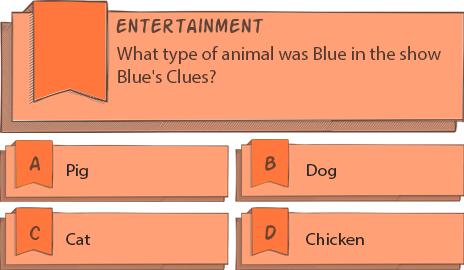 ENTERTAINMENT
What type of animal was Blue in the show
Blue's Clues?
A Pig
B Dog
C Cat
D Chicken